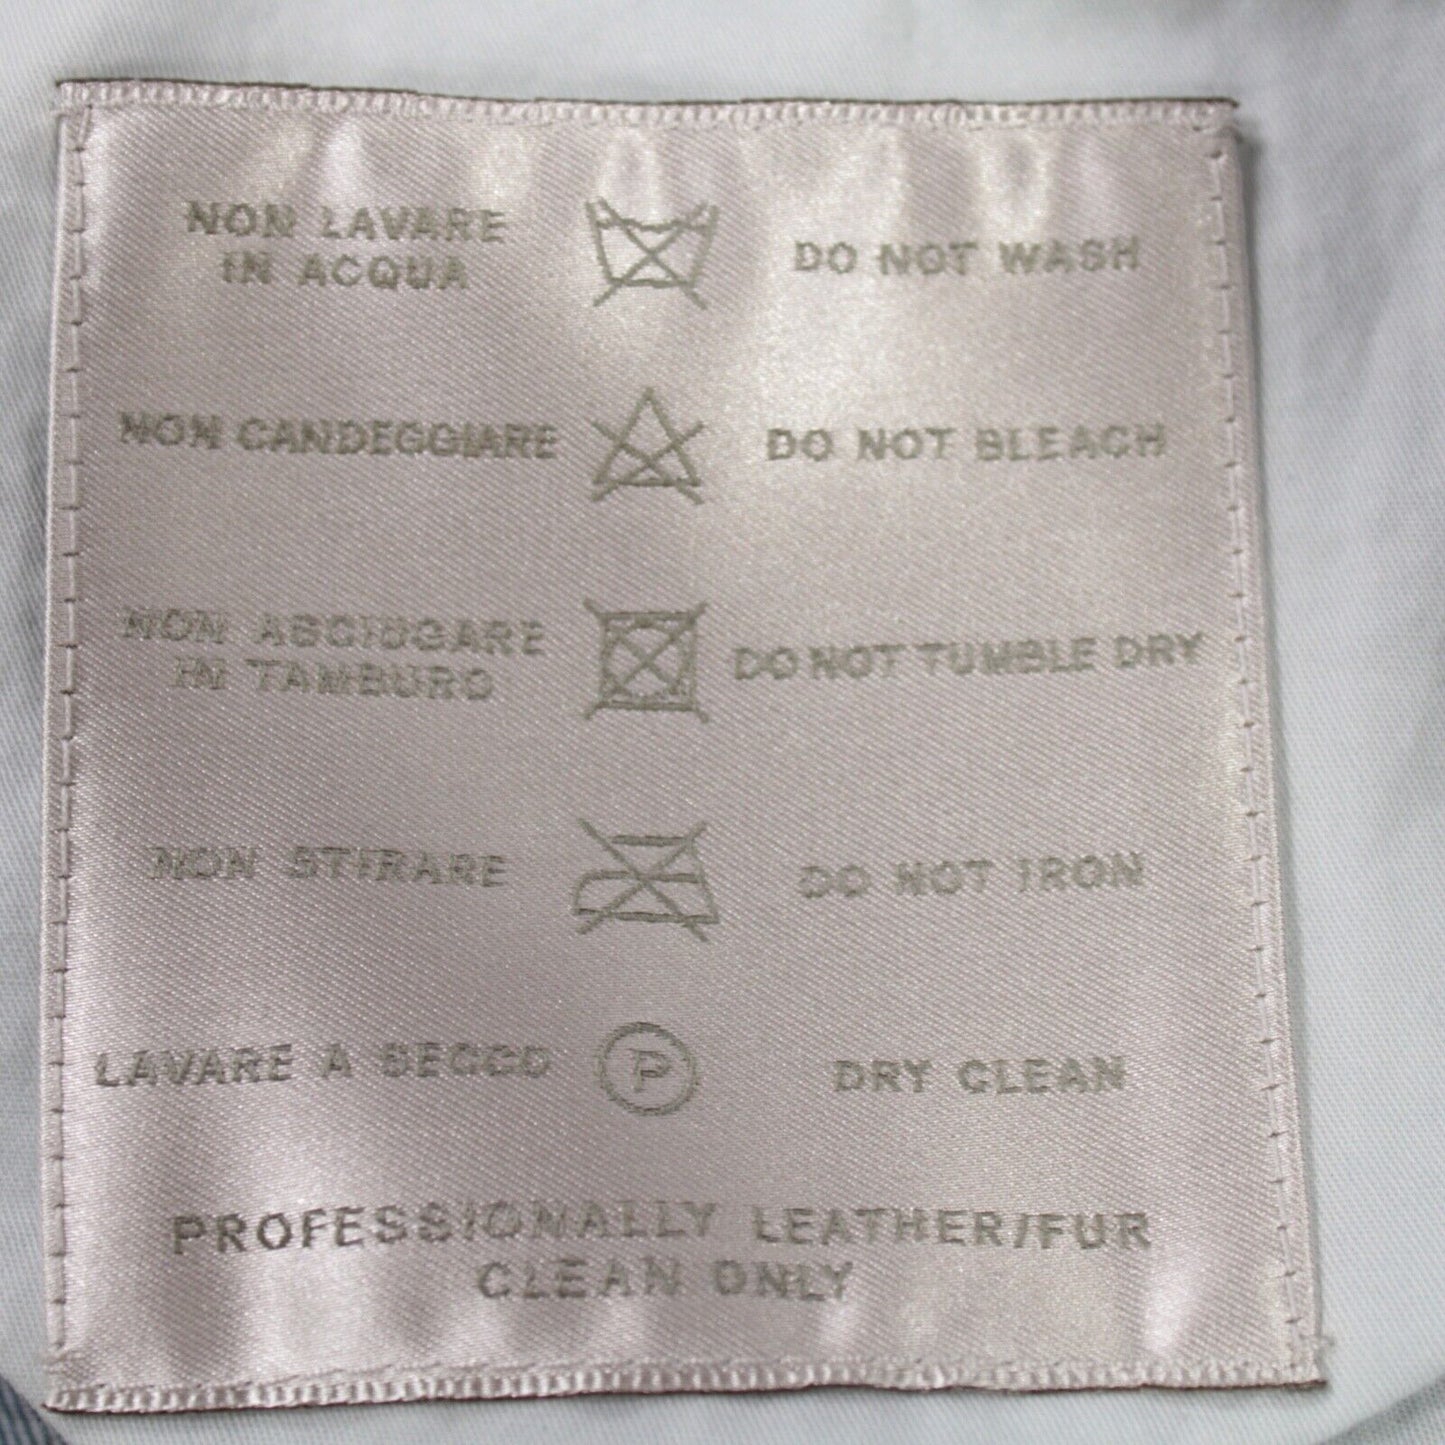 NON LAVARE
IN ACQUA
DO NOT WASH
NON CANDEGGIARE
DO NOT BLEACH
NON ASCIUGARE
IN TAMBURO
DO NOT TUMBLE DRY
NON STIRARE
DO NOT IRON
LAVARE A SECCO
P
DRY CLEAN
PROFESSIONALLY LEATHER/FUR
CLEAN ONLY